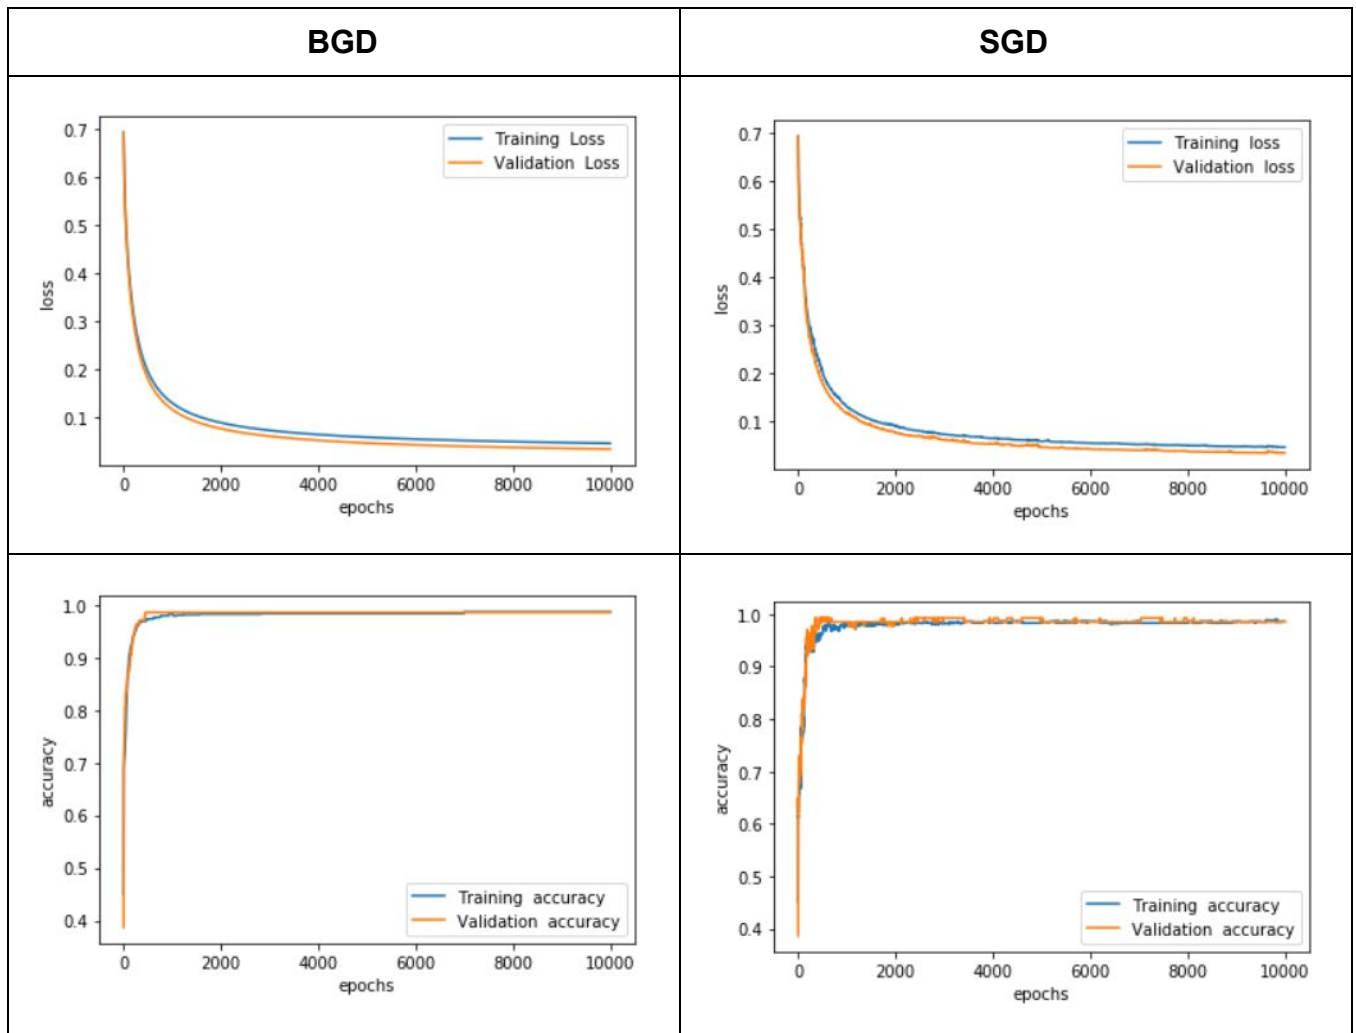 BGD
SGD
0.7
0.6
0.5
0.4
0.3
0.2
0.1
loss
Training Loss
Validation Loss
0 2000 4000 6000 8000 10000
epochs
0.7
0.6
0.5
0.4
0.3
0.2
0.1
loss
Training loss
Validation loss
0 2000 4000 6000 8000 10000
epochs
1.0
0.9
0.8
0.7
0.6
0.5
0.4
accuracy
Training accuracy
Validation accuracy
0 2000 4000 6000 8000 10000
epochs
1.0
0.9
0.8
0.7
0.6
0.5
0.4
accuracy
Training accuracy
Validation accuracy
0 2000 4000 6000 8000 10000
epochs